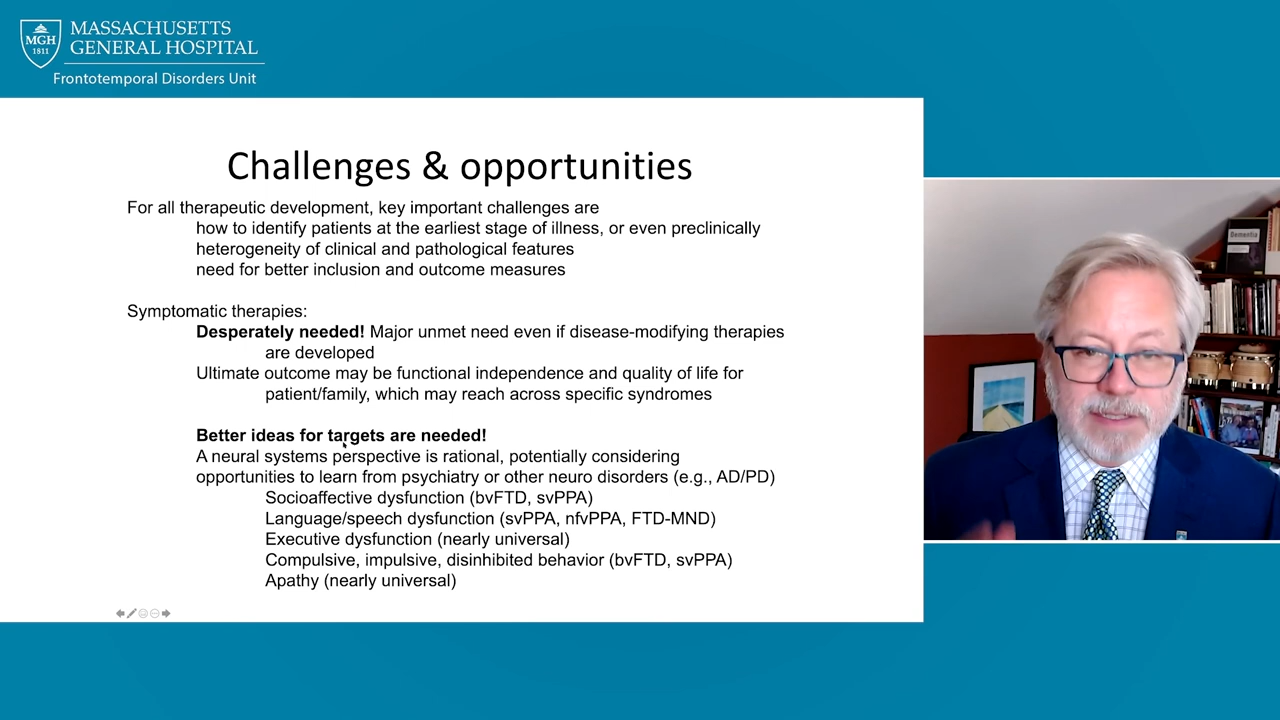 MASSACHUSETTS
GENERAL HOSPITAL
MGH
1811
Frontotemporal Disorders Unit
Challenges & opportunities
For all therapeutic development, key important challenges are
how to identify patients at the earliest stage of illness, or even preclinically
heterogeneity of clinical and pathological features
need for better inclusion and outcome measures
Symptomatic therapies:
Desperately needed! Major unmet need even if disease-modifying therapies
are developed
Ultimate outcome may be functional independence and quality of life for
patient/family, which may reach across specific syndromes
Better ideas for targets are needed!
A neural systems perspective is rational, potentially considering
opportunities to learn from psychiatry or other neuro disorders (e.g., AD/PD)
Socioaffective dysfunction (bvFTD, svPPA)
Language/speech dysfunction (svPPA, nfvPPA, FTD-MND)
Executive dysfunction (nearly universal)
Compulsive, impulsive, disinhibited behavior (bvFTD, svPPA)
Apathy (nearly universal)
Dementia